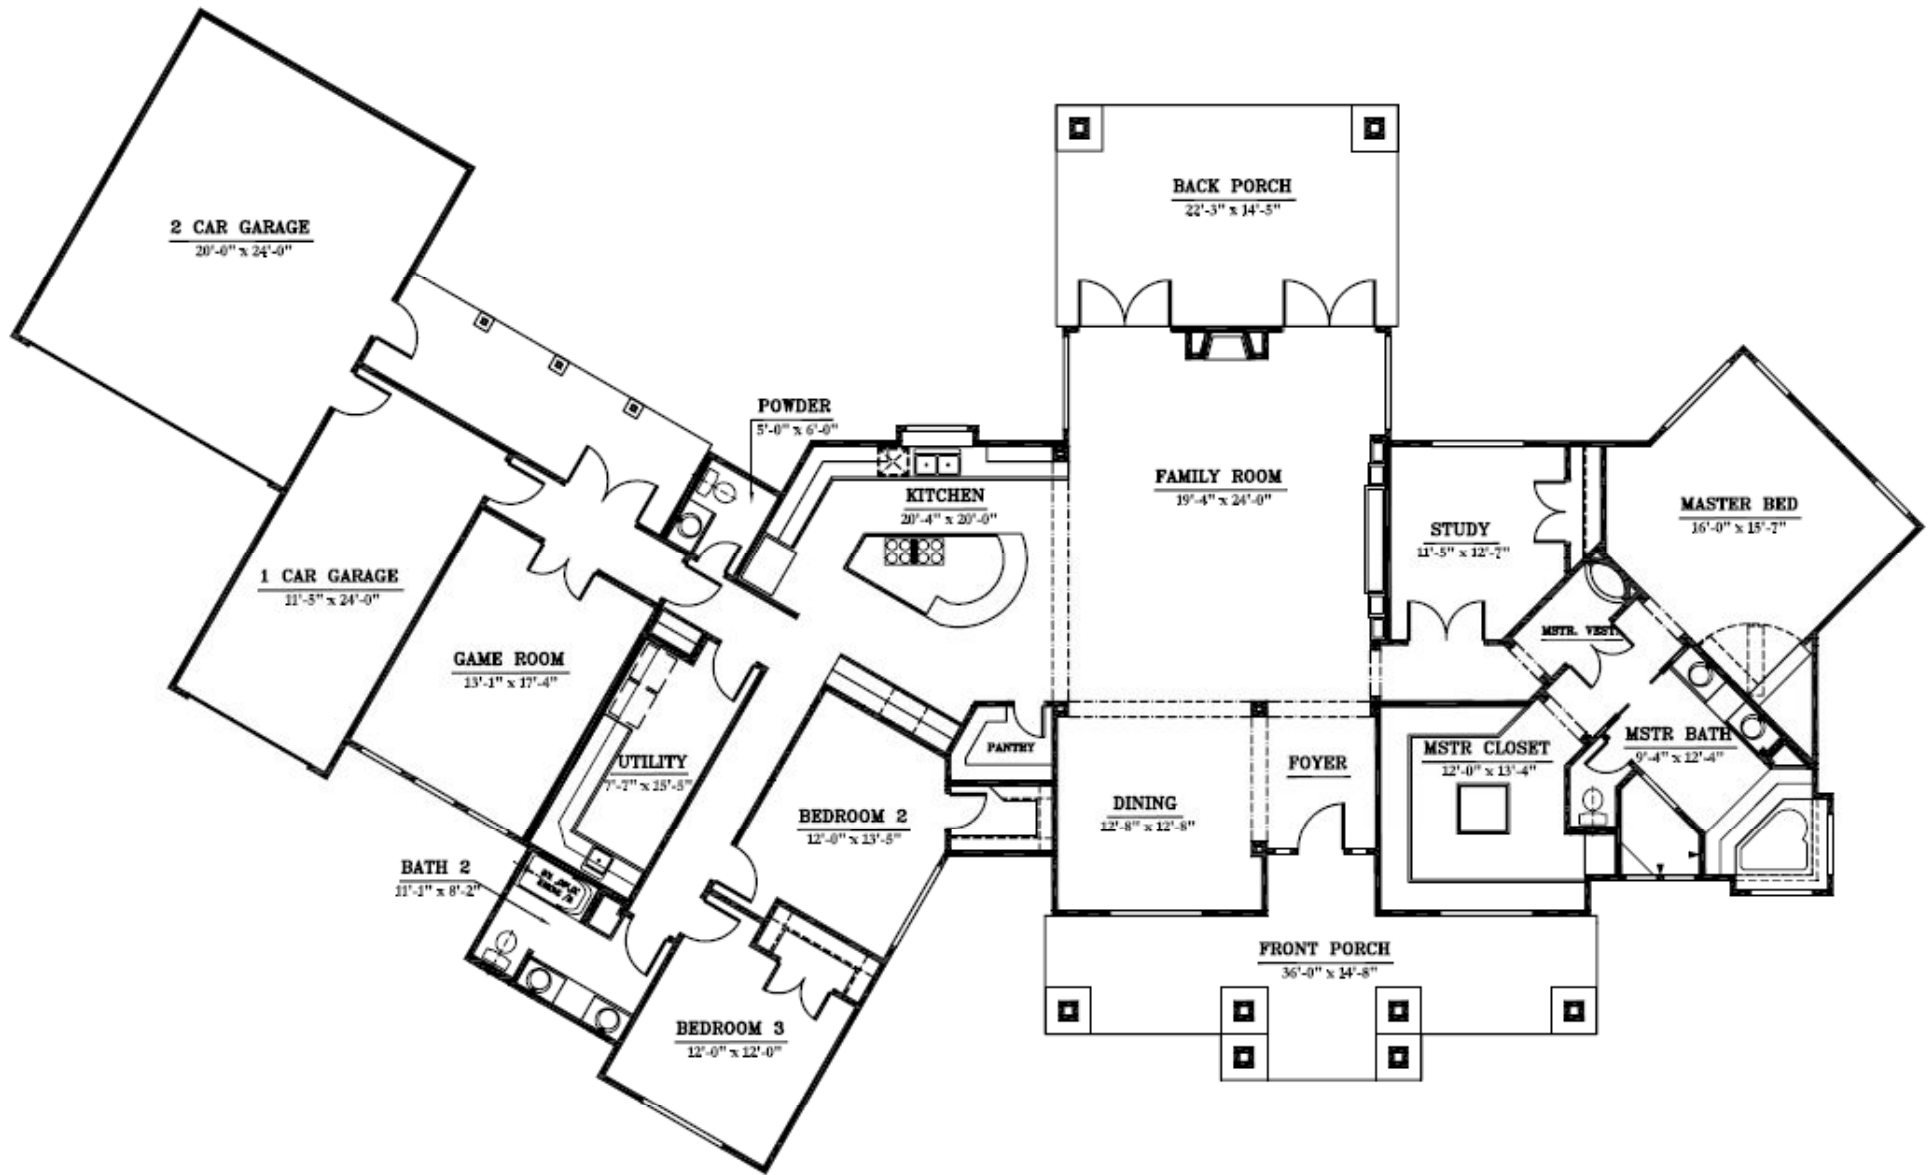 BACK PORCH
22'-3" x 14'-5"
2 CAR GARAGE
20'-0" x 24'-0"
POWDER
5'-0" x 6'-0"
FAMILY ROOM
19'-4" x 24'-0"
KITCHEN
20'-4" x 20'-0"
MASTER BED
16'-0" x 15'-7"
STUDY
11'-5" x 12'-7"
1 CAR GARAGE
11'-5" x 24'-0"
MSTR. VEST.
GAME ROOM
13'-1" x 17'-4"
PANTRY
MSTR BATH
9'-4" x 12'-4"
MSTR CLOSET
12'-0" x 13'-4"
UTILITY
7'-7" x 15'-5"
FOYER
DINING
12'-8" x 12'-8"
BEDROOM 2
12'-0" x 13'-5"
BATH 2
11'-1" x 8'-2"
FRONT PORCH
36'-0" x 14'-8"
BEDROOM 3
12'-0" x 12'-0"